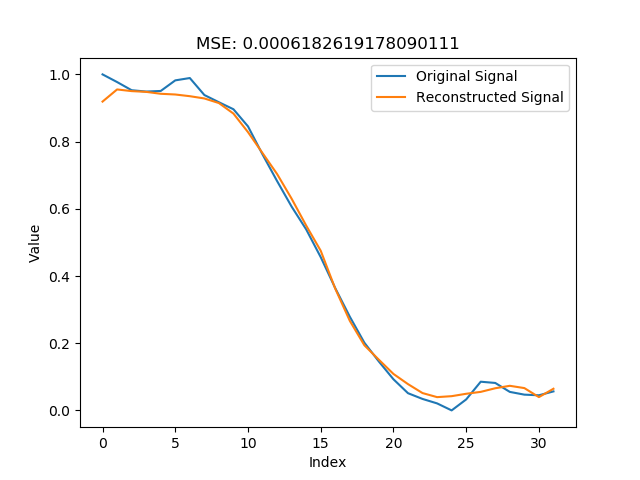 MSE: 0.0006182619178090111
Original Signal
Reconstructed Signal
1.0
0.8
0.6
0.4
0.2
0.0
Value
0 5 10 15 20 25 30
Index